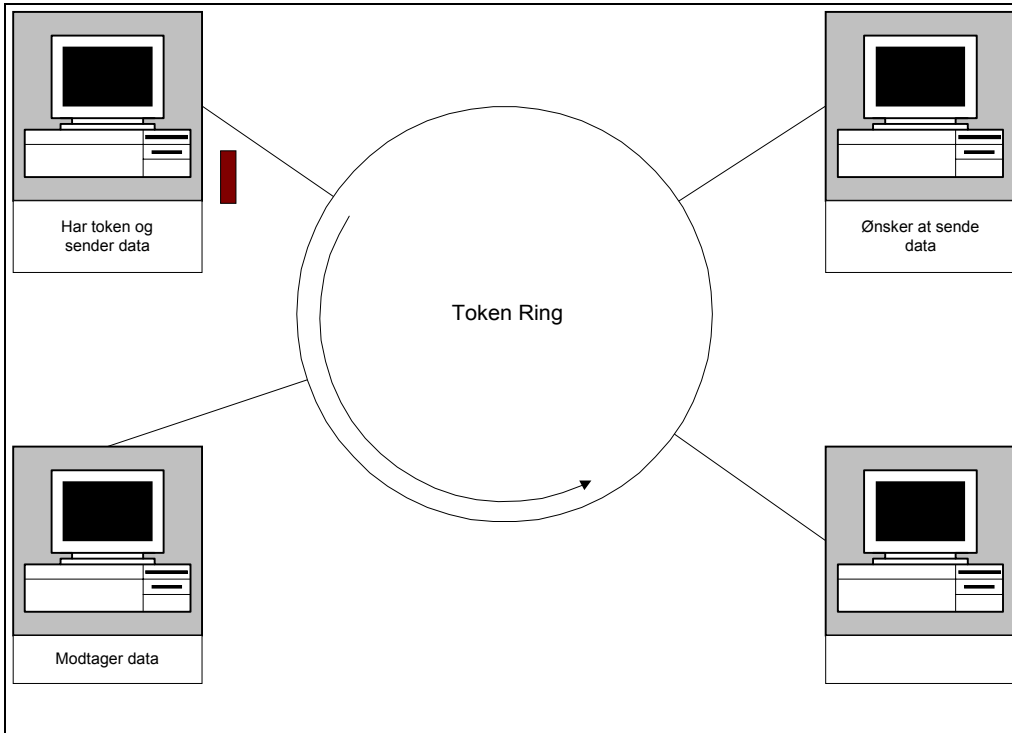 Har token og
sender data
Ønsker at sende
data
Token Ring
Modtager data